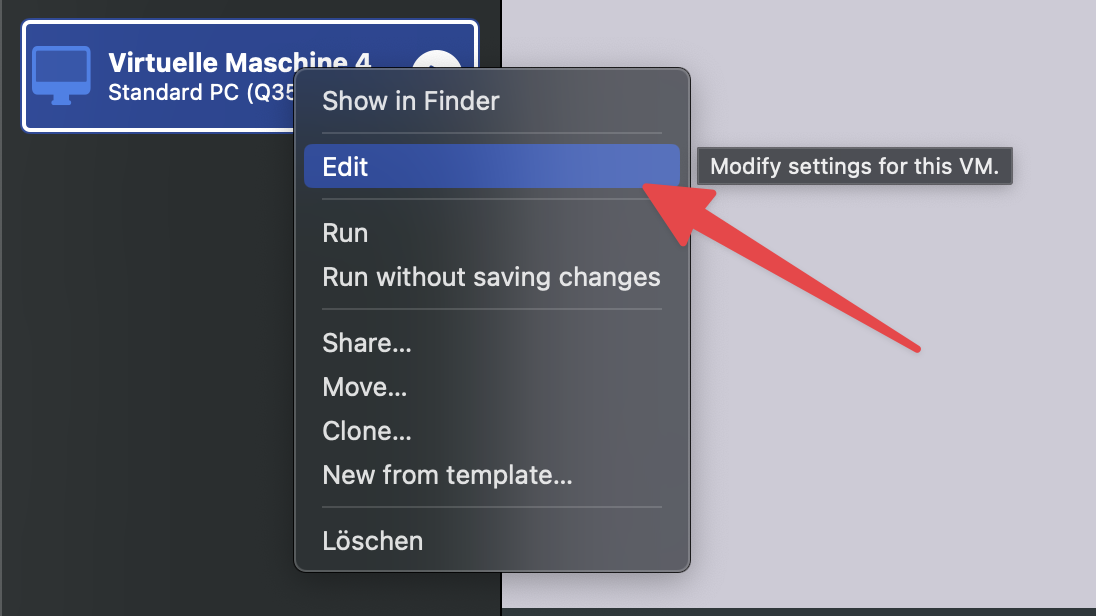 Virtuelle Maschine 4
Standard PC (Q35
Show in Finder
Edit
Modify settings for this VM.
Run
Run without saving changes
Share...
Move...
Clone...
New from template...
Löschen